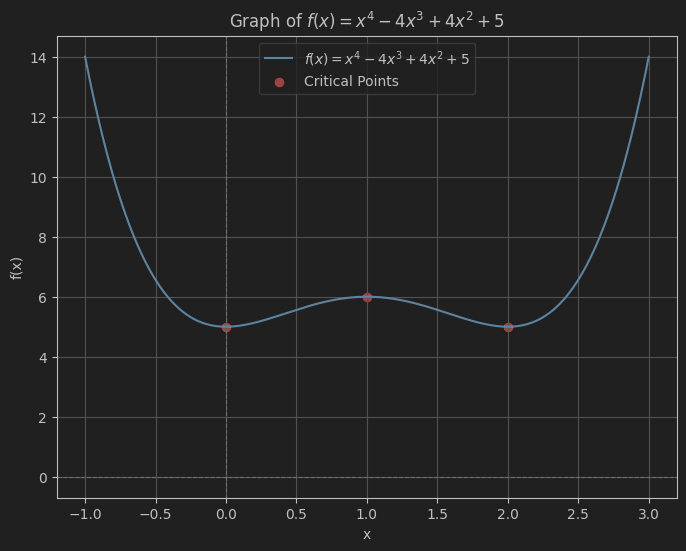 Graph of f(x) = x⁴ − 4x³ + 4x² + 5
f(x) = x⁴ − 4x³ + 4x² + 5
Critical Points
14
12
10
8
6
4
2
0
f(x)
−1.0 −0.5 0.0 0.5 1.0 1.5 2.0 2.5 3.0
x